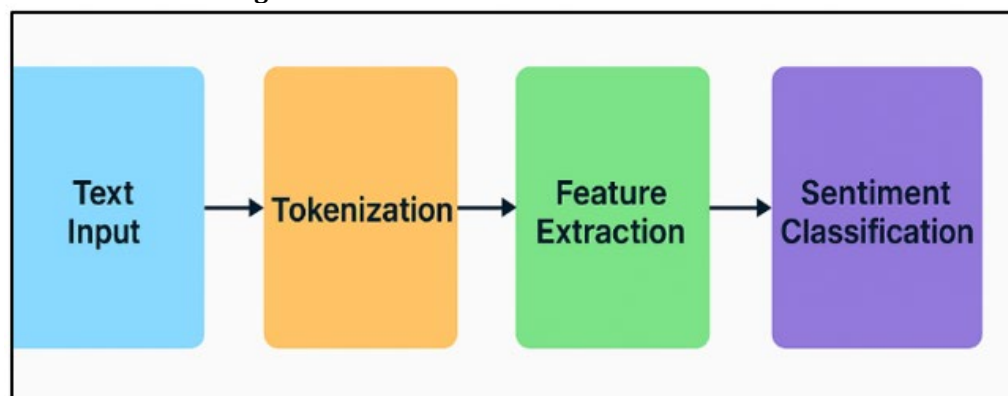 Text
Input
Tokenization
Feature
Extraction
Sentiment
Classification